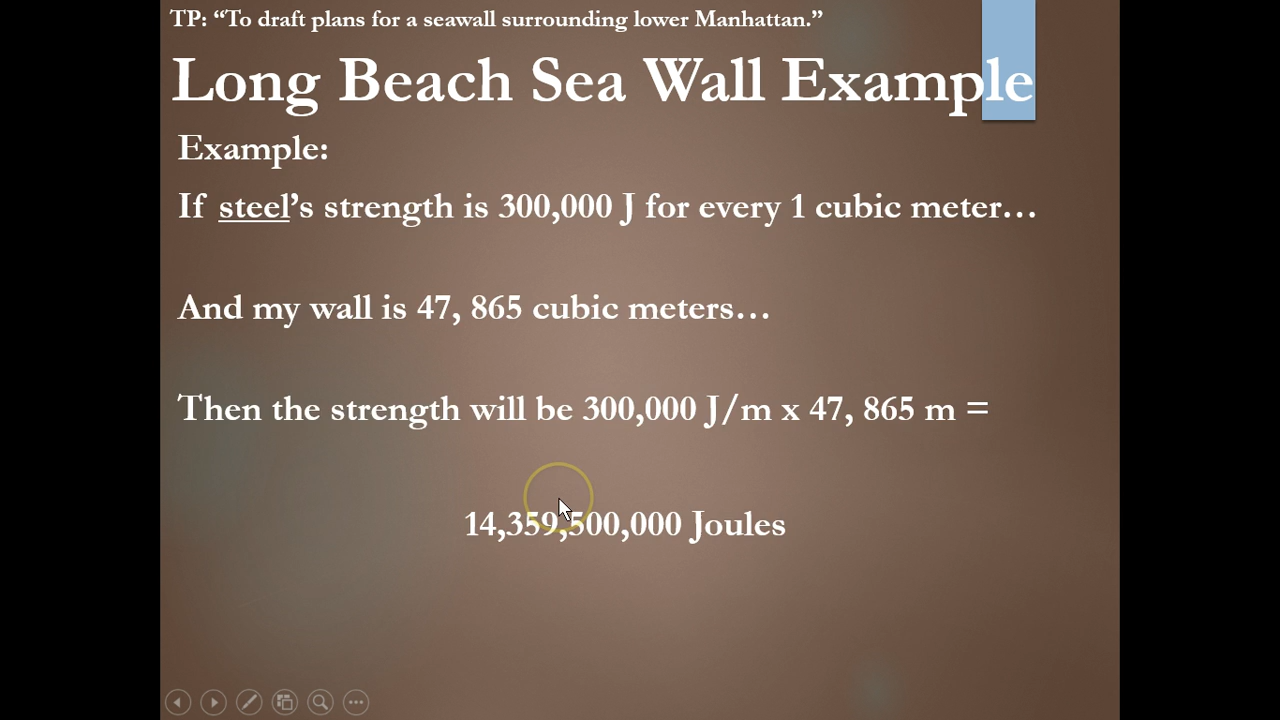 TP: “To draft plans for a seawall surrounding lower Manhattan.”
Long Beach Sea Wall Example
Example:
If steel’s strength is 300,000 J for every 1 cubic meter…
And my wall is 47, 865 cubic meters…
Then the strength will be 300,000 J/m x 47, 865 m =
14,359,500,000 Joules